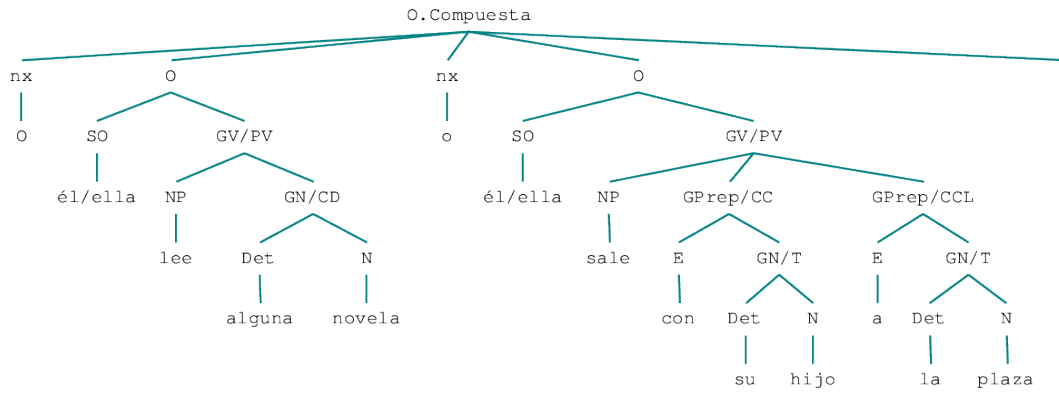 O.Compuesta
nx O nx O
O SO GV/PV o SO GV/PV
él/ella NP GN/CD él/ella NP GPrep/CC GPrep/CCL
lee Det N sale E GN/T E GN/T
alguna novela con Det N a Det N
su hijo la plaza